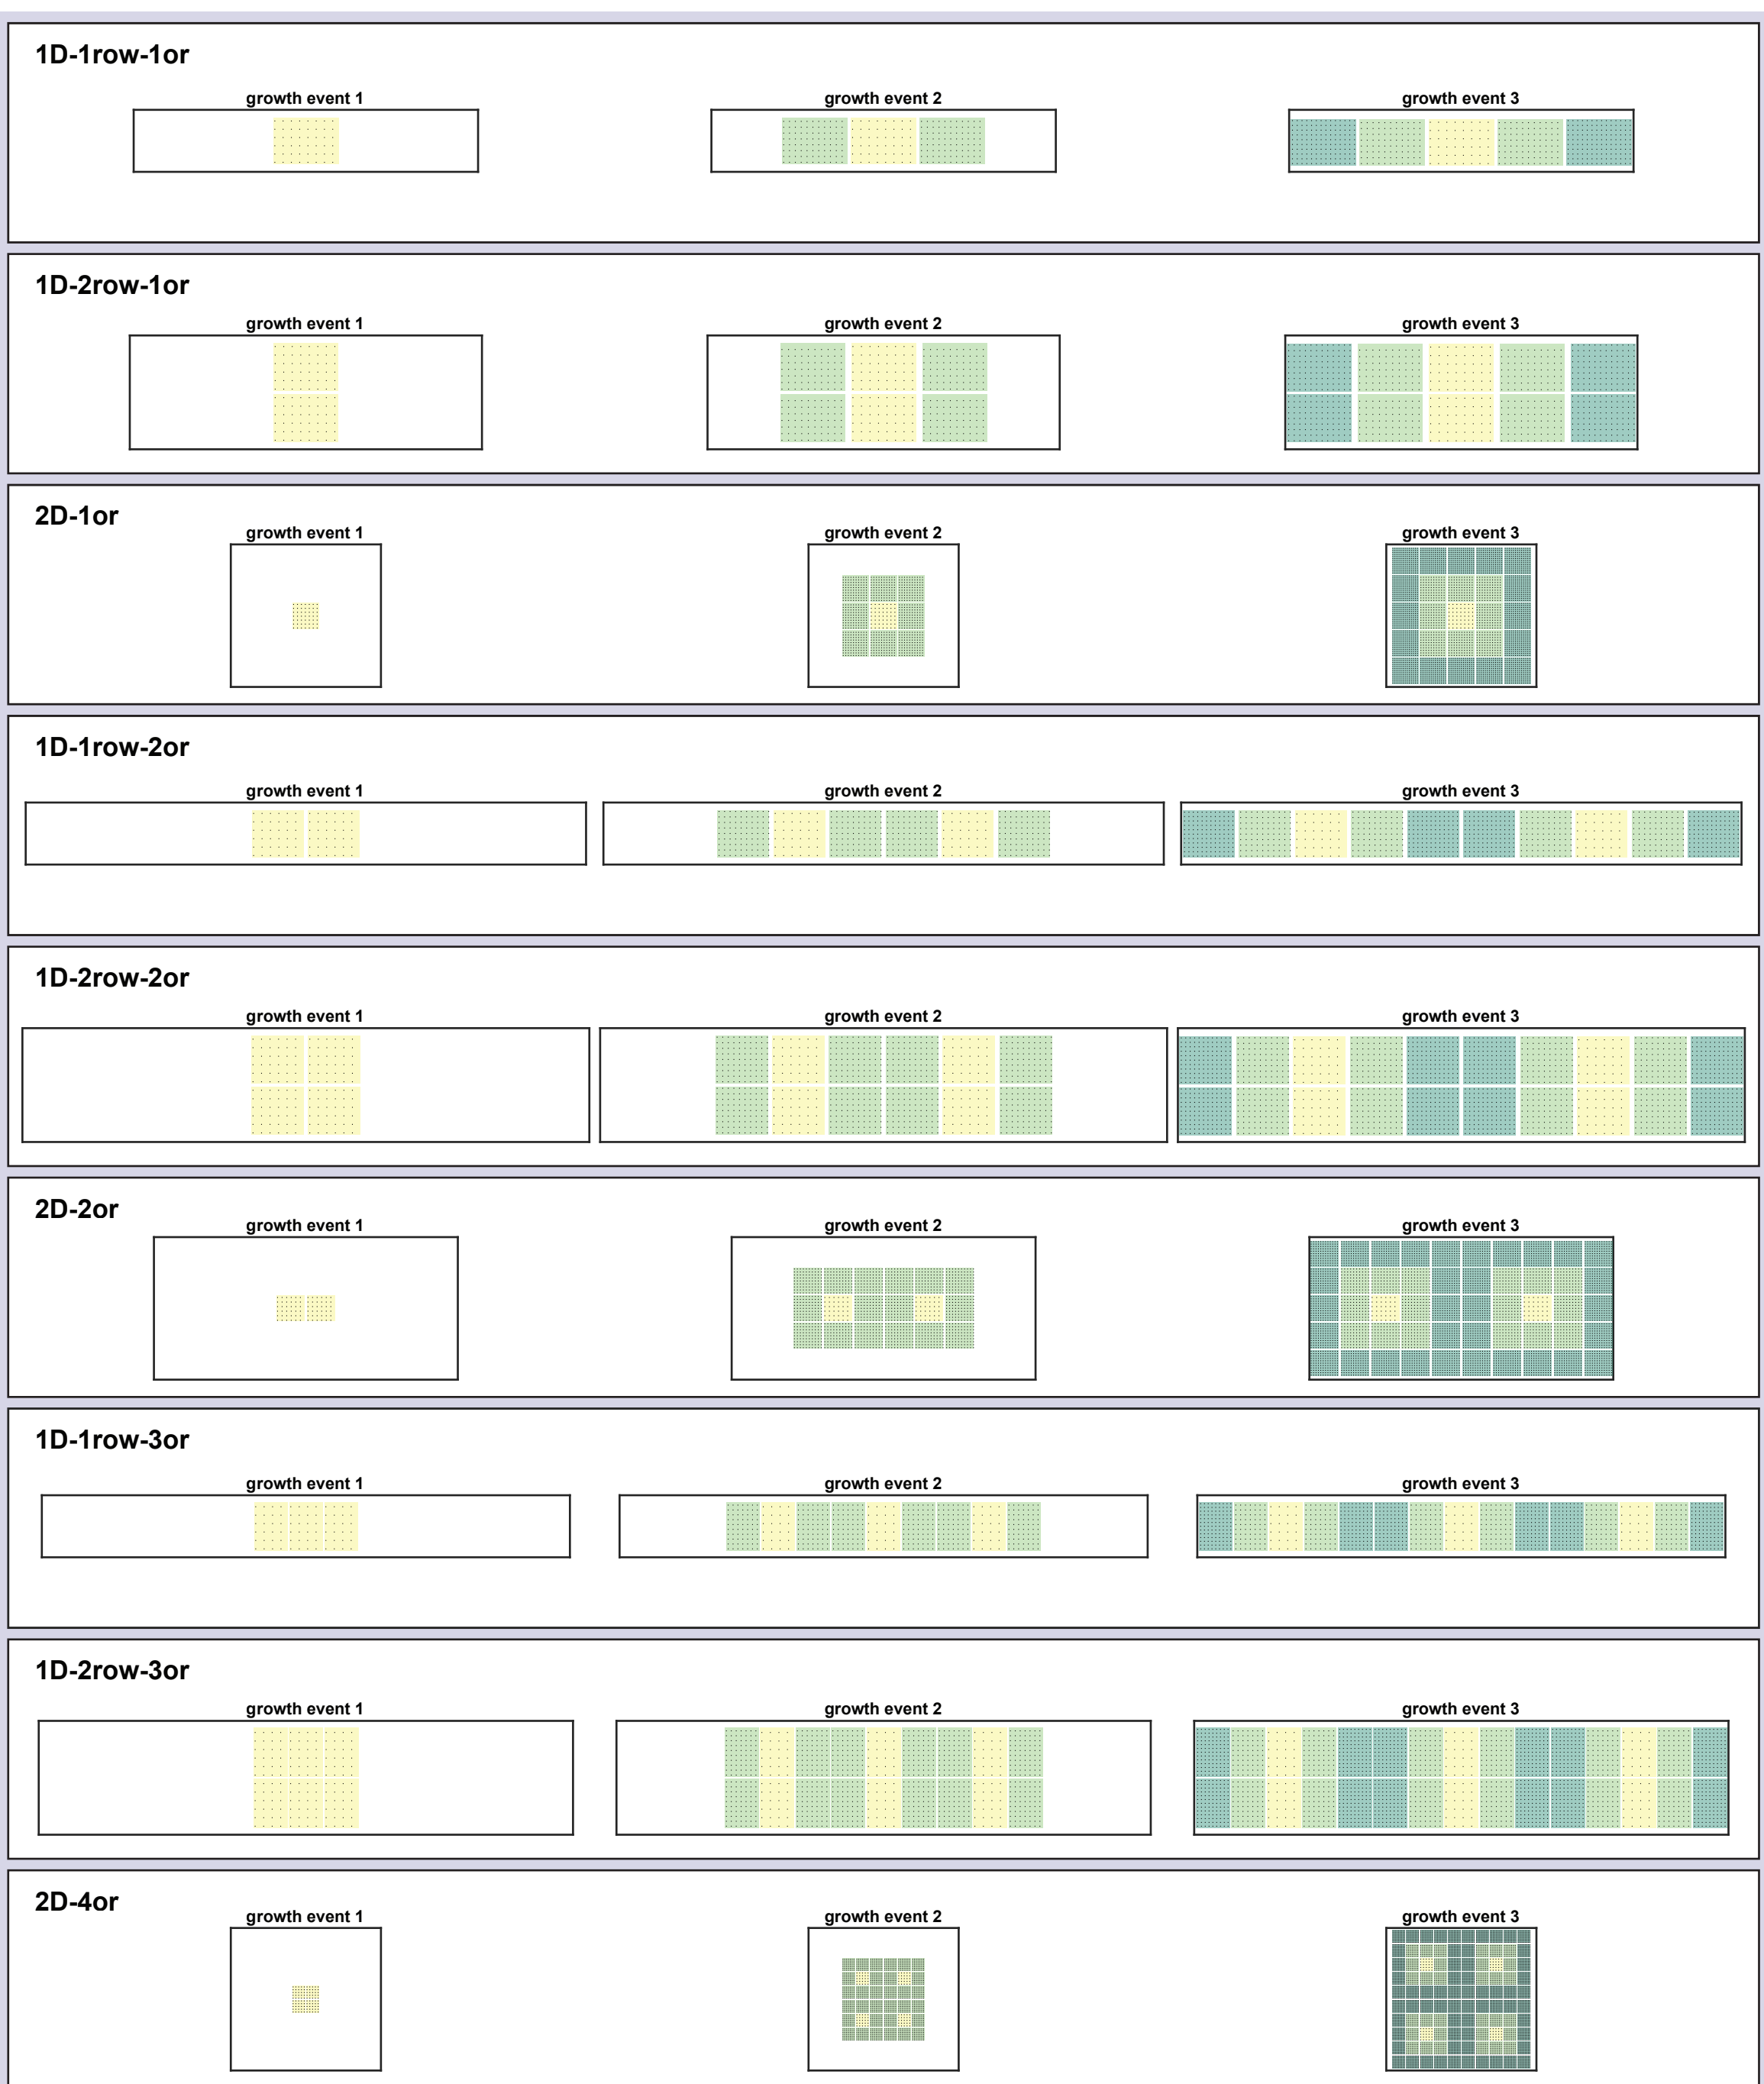 1D-1row-1or
growth event 1 growth event 2 growth event 3
1D-2row-1or
growth event 1 growth event 2 growth event 3
2D-1or
growth event 1 growth event 2 growth event 3
1D-1row-2or
growth event 1 growth event 2 growth event 3
1D-2row-2or
growth event 1 growth event 2 growth event 3
2D-2or
growth event 1 growth event 2 growth event 3
1D-1row-3or
growth event 1 growth event 2 growth event 3
1D-2row-3or
growth event 1 growth event 2 growth event 3
2D-4or
growth event 1 growth event 2 growth event 3